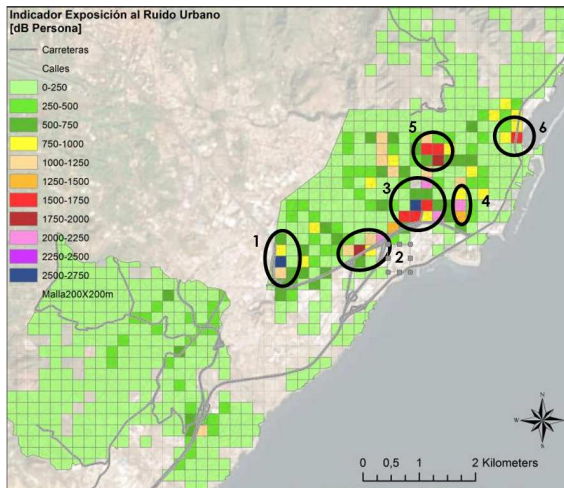 Indicador Exposición al Ruido Urbano
[dB Persona]
Carreteras
Calles
0-250
250-500
500-750
750-1000
1000-1250
1250-1500
1500-1750
1750-2000
2000-2250
2250-2500
2500-2750
Malla200X200m
5
6
3
4
1
2
N
W
E
S
0 0,5 1 2 Kilometers